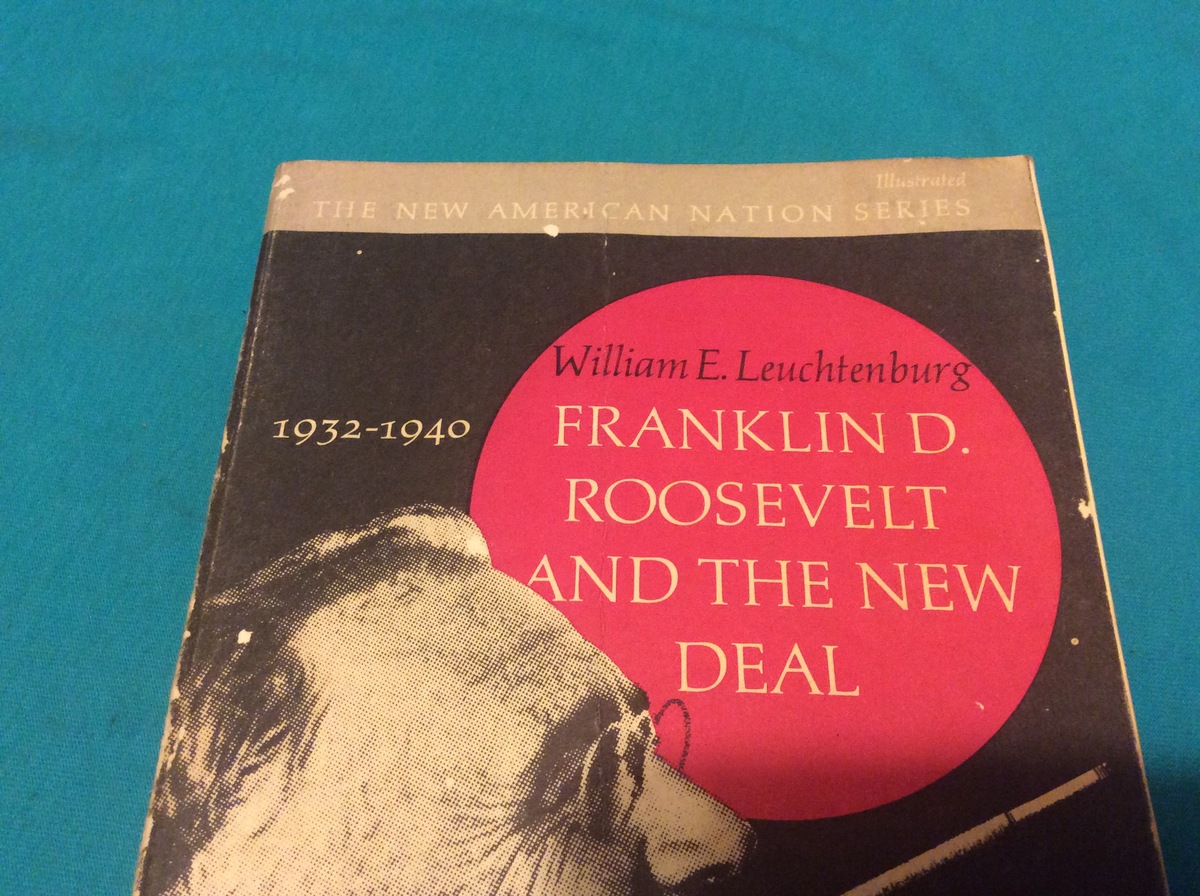 Illustrated
THE NEW AMERICAN NATION SERIES
William E. Leuchtenburg
1932-1940
FRANKLIN D.
ROOSEVELT
AND THE NEW
DEAL